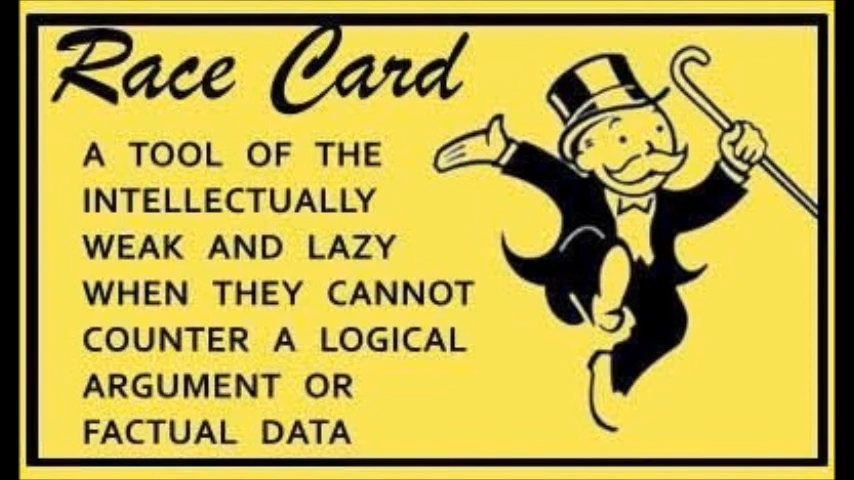 Race Card
A TOOL OF THE
INTELLECTUALLY
WEAK AND LAZY
WHEN THEY CANNOT
COUNTER A LOGICAL
ARGUMENT OR
FACTUAL DATA